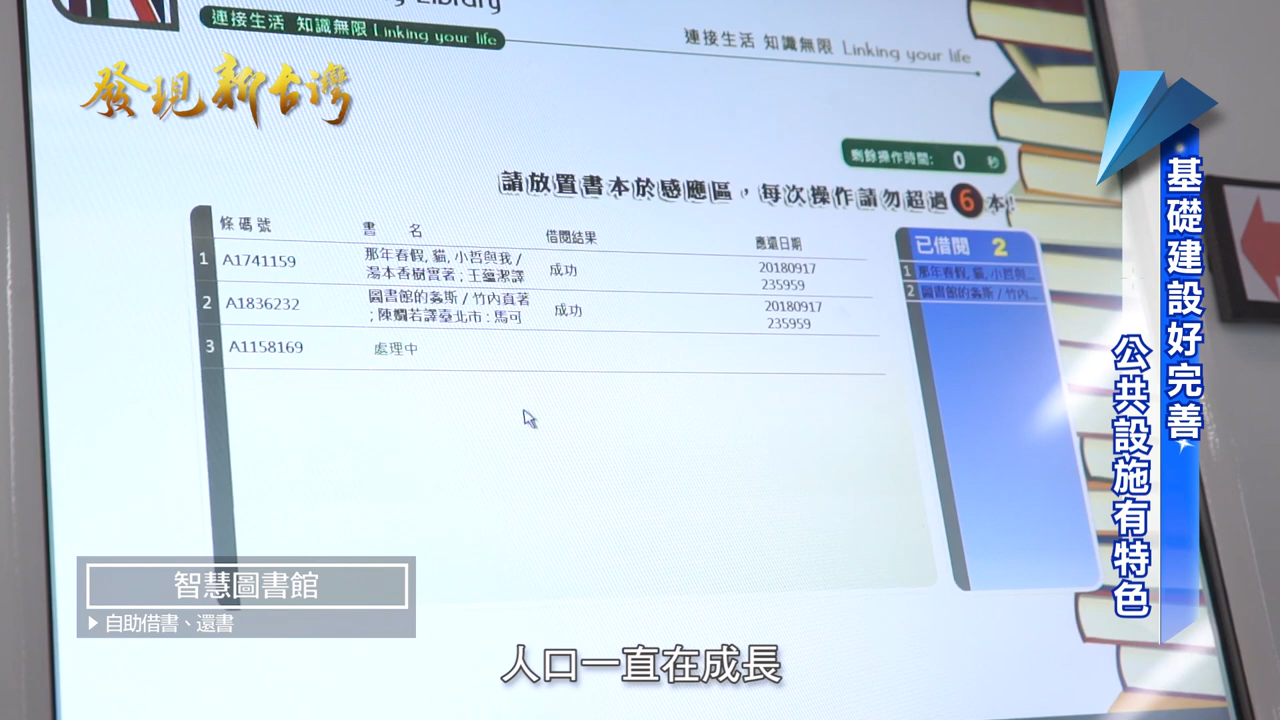 Library
連接生活 知識無限 Linking your life
連接生活 知識無限 Linking your life
發現新台灣
剩餘操作時間: 0 秒
請放置書本於感應區，每次操作請勿超過 6 本!
條碼號 書名 借閱結果 應還日期
1 A1741159 那年春假, 貓, 小哲與我 / 湯本香樹實著 ; 王蘊潔譯 成功 20180917 235959
2 A1836232 圖書館的繆斯 / 竹內直著 ; 陳嫺若譯臺北市 : 馬可 成功 20180917 235959
3 A1158169 處理中
已借閱 2
1 那年春假, 貓, 小哲與...
2 圖書館的繆斯 / 竹內...
基礎建設好完善
公共設施有特色
智慧圖書館
自助借書、還書
人口一直在成長